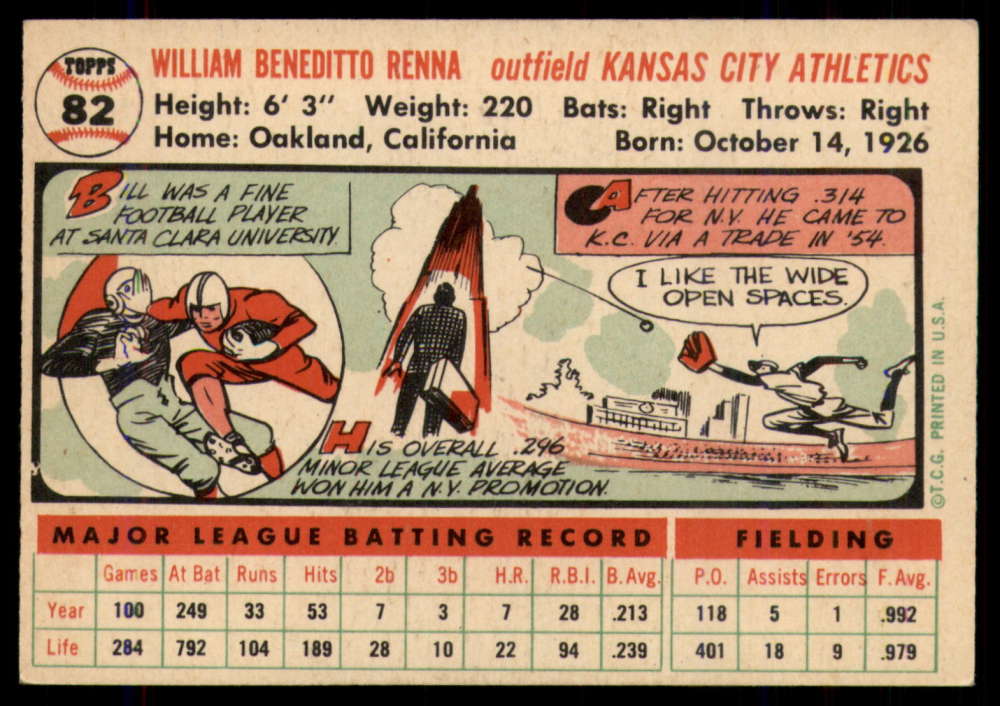 TOPPS
82
WILLIAM BENEDITTO RENNA outfield KANSAS CITY ATHLETICS
Height: 6' 3" Weight: 220 Bats: Right Throws: Right
Home: Oakland, California Born: October 14, 1926
BILL WAS A FINE
FOOTBALL PLAYER
AT SANTA CLARA UNIVERSITY.
AFTER HITTING .314
FOR N.Y. HE CAME TO
K.C. VIA A TRADE IN '54.
I LIKE THE WIDE
OPEN SPACES.
HIS OVERALL .296
MINOR LEAGUE AVERAGE
WON HIM A N.Y. PROMOTION.
©T.C.G. PRINTED IN U.S.A.
MAJOR LEAGUE BATTING RECORD FIELDING
Games At Bat Runs Hits 2b 3b H.R. R.B.I. B.Avg. P.O. Assists Errors F.Avg.
Year 100 249 33 53 7 3 7 28 .213 118 5 1 .992
Life 284 792 104 189 28 10 22 94 .239 401 18 9 .979